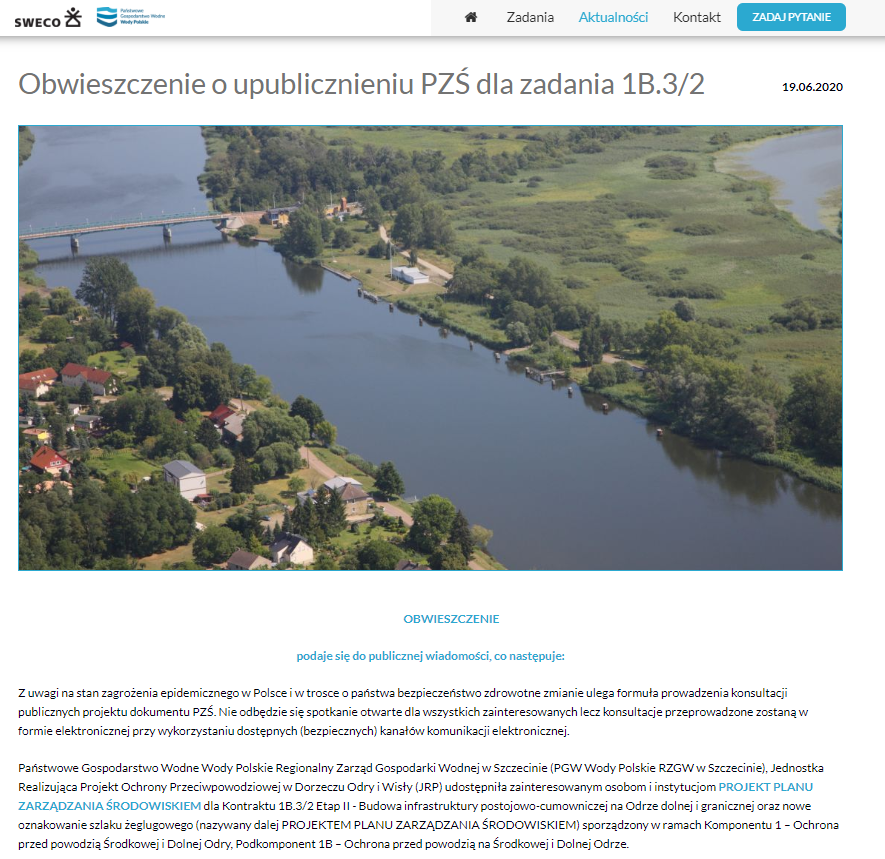 SWECO
Państwowe
Gospodarstwo Wodne
Wody Polskie
Zadania
Aktualności
Kontakt
ZADAJ PYTANIE
Obwieszczenie o upublicznieniu PZŚ dla zadania 1B.3/2
19.06.2020
OBWIESZCZENIE
podaje się do publicznej wiadomości, co następuje:
Z uwagi na stan zagrożenia epidemicznego w Polsce i w trosce o państwa bezpieczeństwo zdrowotne zmianie ulega formuła prowadzenia konsultacji
publicznych projektu dokumentu PZŚ. Nie odbędzie się spotkanie otwarte dla wszystkich zainteresowanych lecz konsultacje przeprowadzone zostaną w
formie elektronicznej przy wykorzystaniu dostępnych (bezpiecznych) kanałów komunikacji elektronicznej.
Państwowe Gospodarstwo Wodne Wody Polskie Regionalny Zarząd Gospodarki Wodnej w Szczecinie (PGW Wody Polskie RZGW w Szczecinie), Jednostka
Realizująca Projekt Ochrony Przeciwpowodziowej w Dorzeczu Odry i Wisły (JRP) udostępniła zainteresowanym osobom i instytucjom PROJEKT PLANU
ZARZĄDZANIA ŚRODOWISKIEM dla Kontraktu 1B.3/2 Etap II - Budowa infrastruktury postojowo-cumowniczej na Odrze dolnej i granicznej oraz nowe
oznakowanie szlaku żeglugowego (nazywany dalej PROJEKTEM PLANU ZARZĄDZANIA ŚRODOWISKIEM) sporządzony w ramach Komponentu 1 – Ochrona
przed powodzią Środkowej i Dolnej Odry, Podkomponent 1B – Ochrona przed powodzią na Środkowej i Dolnej Odrze.